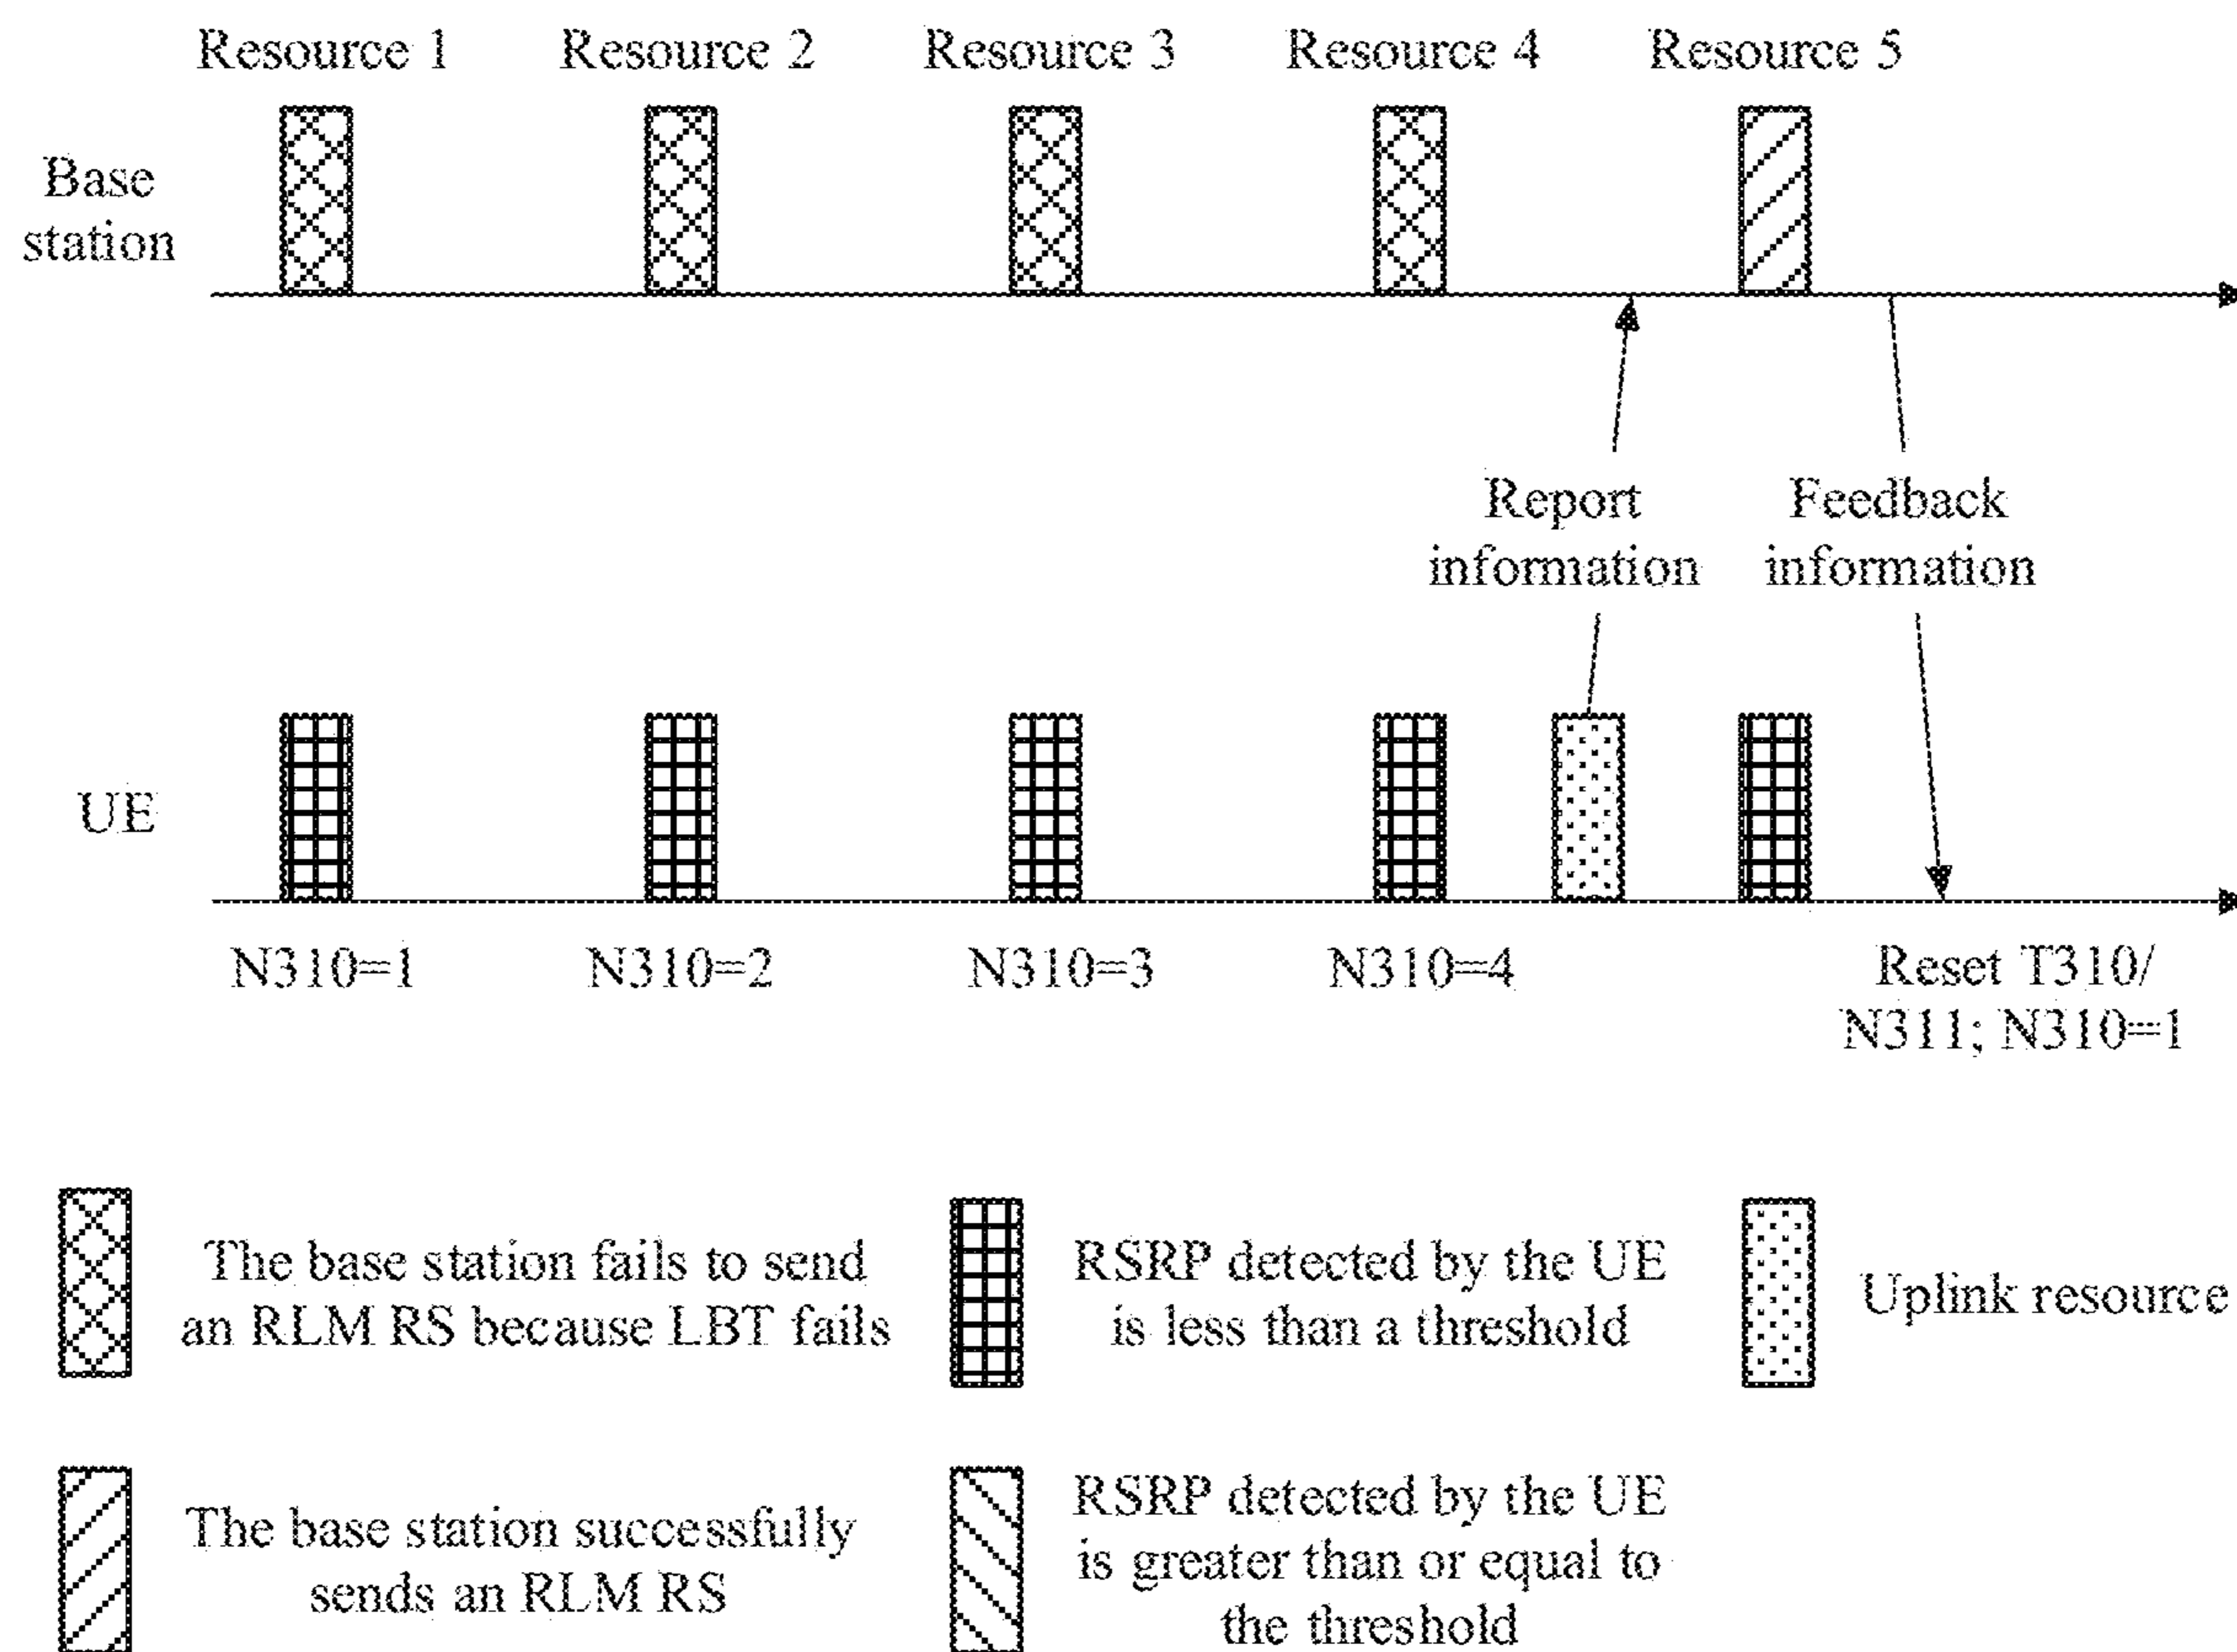 Resource 1
Resource 2
Resource 3
Resource 4
Resource 5
Base
station
Report
information
Feedback
information
UE
N310=1
N310=2
N310=3
N310=4
Reset T310/
N311; N310=1
The base station fails to send
an RLM RS because LBT fails
RSRP detected by the UE
is less than a threshold
Uplink resource
The base station successfully
sends an RLM RS
RSRP detected by the UE
is greater than or equal to
the threshold